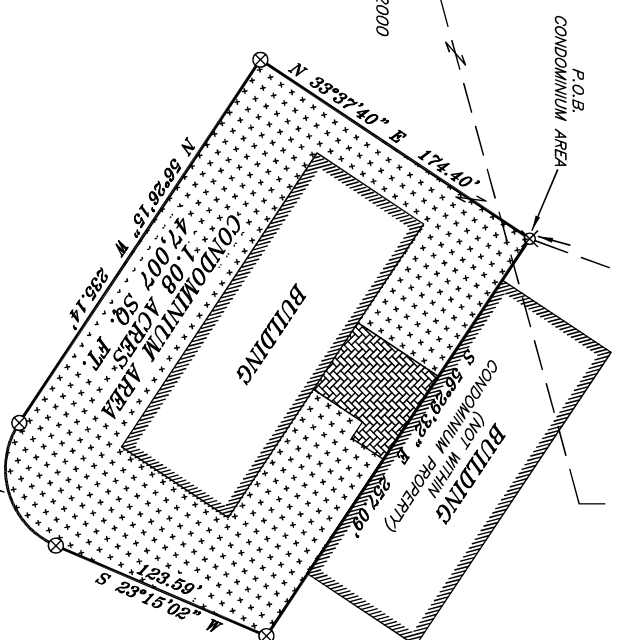 2000
P.O.B.
CONDOMINIUM AREA
N
N 33°37'40" E 174.40'
N 56°26'15" W 235.14'
CONDOMINIUM AREA
1.08 ACRES
47,007 SQ. FT.
BUILDING
S 56°29'32" E 257.09'
BUILDING
(NOT WITHIN
CONDOMINIUM PROPERTY)
123.59'
S 23°15'02" W